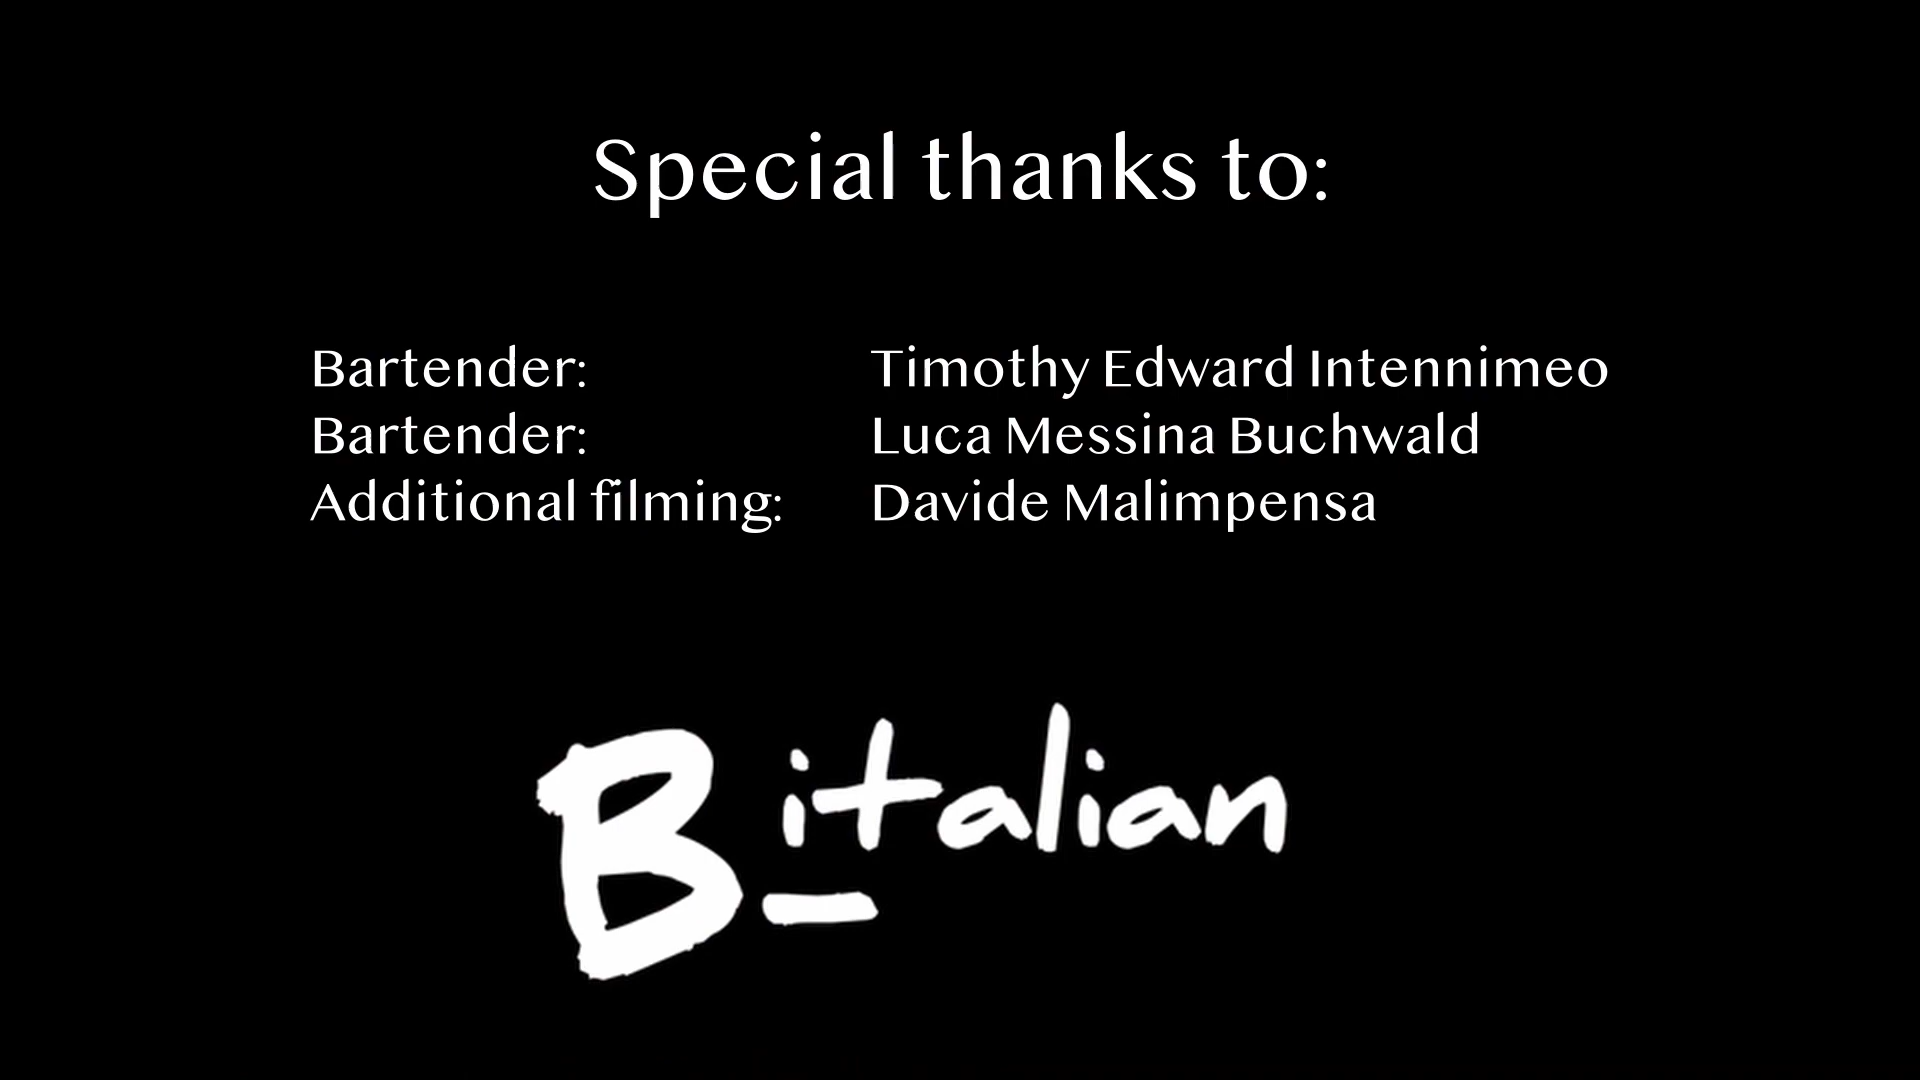 Special thanks to:
Bartender: Timothy Edward Intennimeo
Bartender: Luca Messina Buchwald
Additional filming: Davide Malimpensa
B_italian